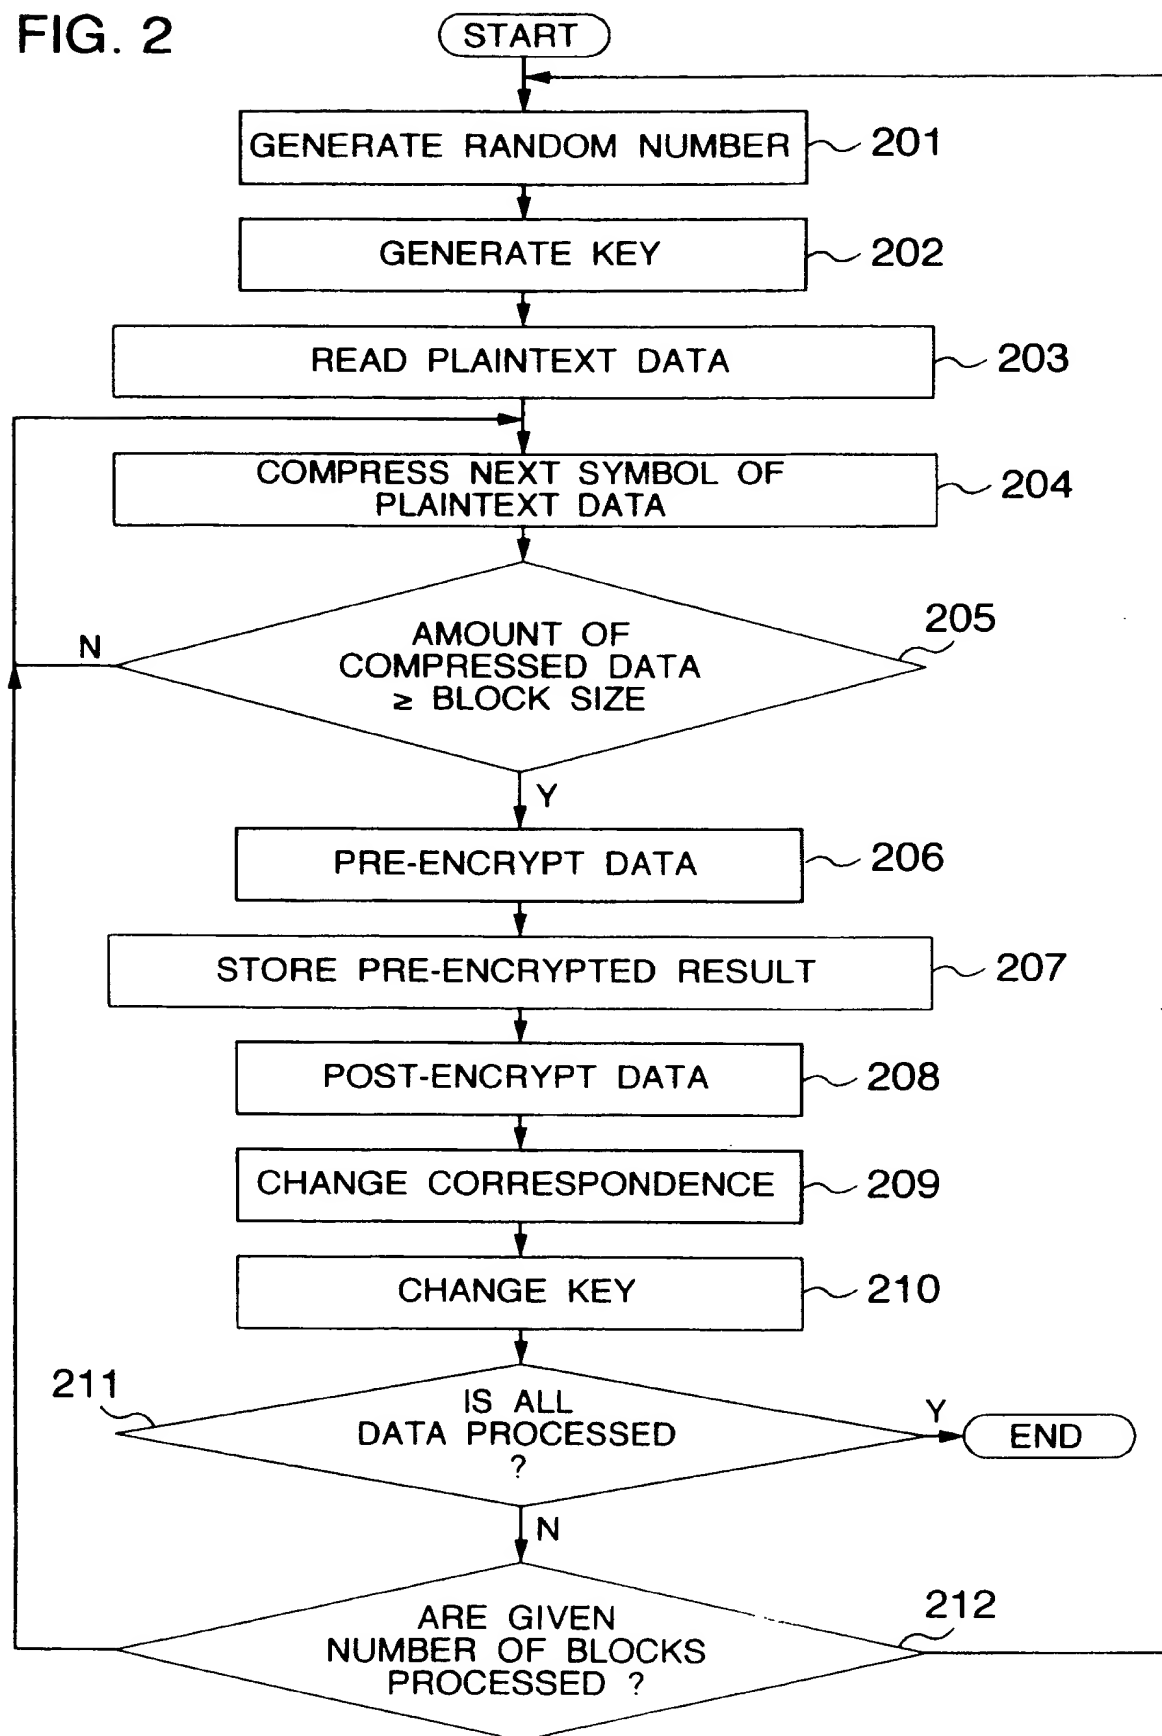 FIG. 2
START
GENERATE RANDOM NUMBER
201
GENERATE KEY
202
READ PLAINTEXT DATA
203
COMPRESS NEXT SYMBOL OF
PLAINTEXT DATA
204
AMOUNT OF
COMPRESSED DATA
≥ BLOCK SIZE
205
N
Y
PRE-ENCRYPT DATA
206
STORE PRE-ENCRYPTED RESULT
207
POST-ENCRYPT DATA
208
CHANGE CORRESPONDENCE
209
CHANGE KEY
210
211
IS ALL
DATA PROCESSED
?
Y
END
N
ARE GIVEN
NUMBER OF BLOCKS
PROCESSED ?
212